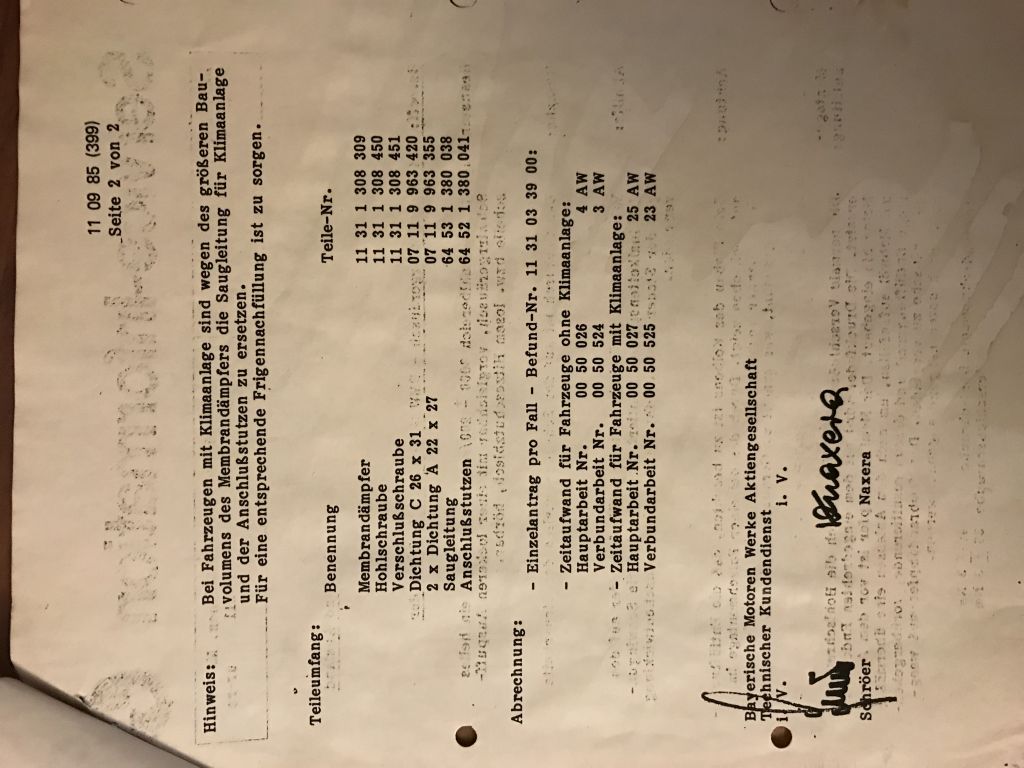 11 09 85 (399)
Seite 2 von 2
Hinweis: Bei Fahrzeugen mit Klimaanlage sind wegen des größeren Bau-
volumens des Membrandämpfers die Saugleitung für Klimaanlage
und der Anschlußstutzen zu ersetzen.
Für eine entsprechende Frigennachfüllung ist zu sorgen.
Teileumfang: Benennung Teile-Nr.
Membrandämpfer 11 31 1 308 309
Hohlschraube 11 31 1 308 450
Verschlußschraube 11 31 1 308 451
Dichtung C 26 x 31 07 11 9 963 420
2 x Dichtung A 22 x 27 07 11 9 963 355
Saugleitung 64 53 1 380 038
Anschlußstutzen 64 52 1 380 041
Abrechnung: - Einzelantrag pro Fall - Befund-Nr. 11 31 03 39 00:
- Zeitaufwand für Fahrzeuge ohne Klimaanlage:
Hauptarbeit Nr. 00 50 026 4 AW
Verbundarbeit Nr. 00 50 524 3 AW
- Zeitaufwand für Fahrzeuge mit Klimaanlage:
Hauptarbeit Nr. 00 50 027 25 AW
Verbundarbeit Nr. 00 50 525 23 AW
Bayerische Motoren Werke Aktiengesellschaft
Technischer Kundendienst
i. V. i. V.
Naxera
Schröer Naxera